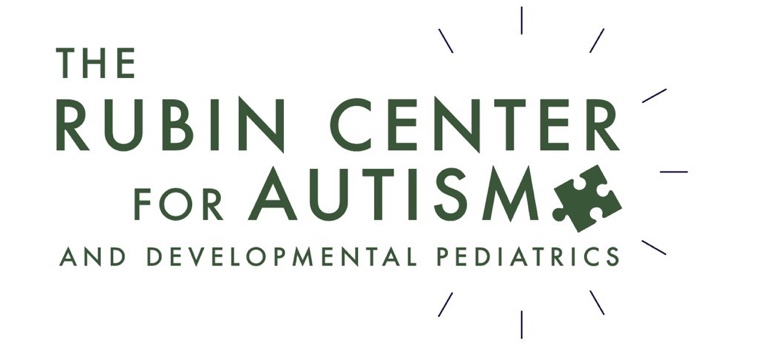 THE
RUBIN CENTER
FOR AUTISM
AND DEVELOPMENTAL PEDIATRICS